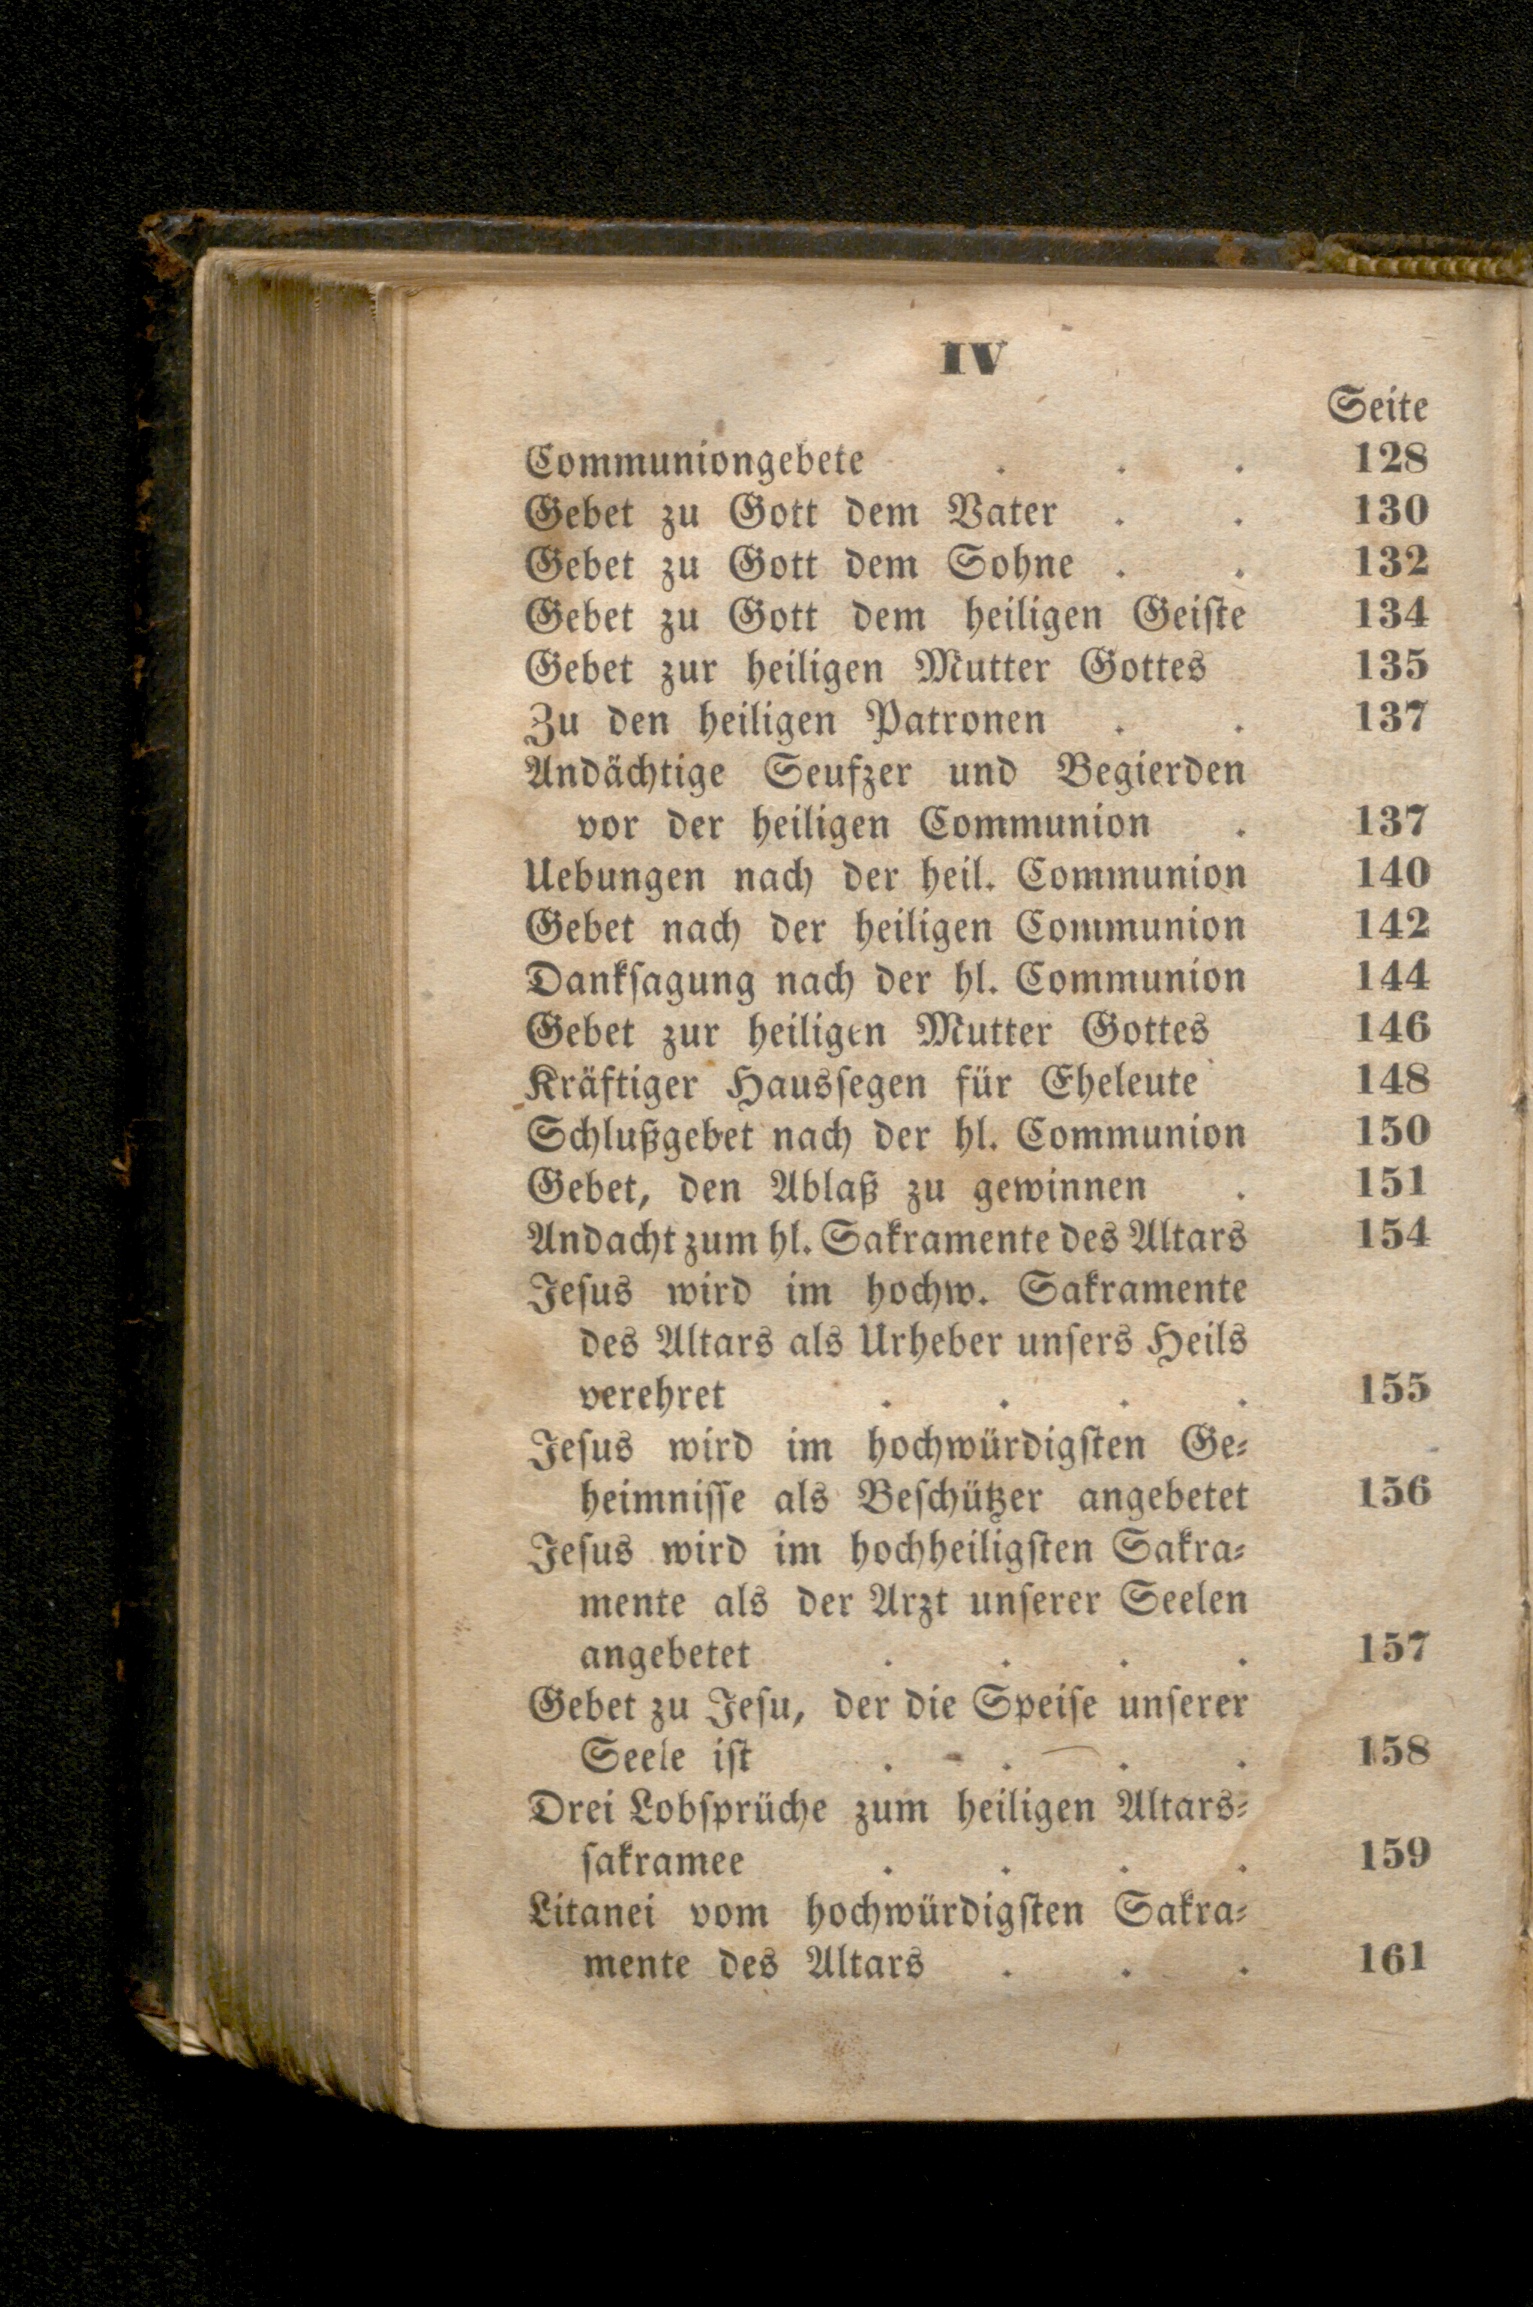 IV
Seite
Communiongebete . . . 128
Gebet zu Gott dem Vater . . 130
Gebet zu Gott dem Sohne . . 132
Gebet zu Gott dem heiligen Geiſte 134
Gebet zur heiligen Mutter Gottes 135
Zu den heiligen Patronen . . 137
Andächtige Seufzer und Begierden
vor der heiligen Communion . 137
Uebungen nach der heil. Communion 140
Gebet nach der heiligen Communion 142
Dankſagung nach der hl. Communion 144
Gebet zur heiligen Mutter Gottes 146
Kräftiger Hausſegen für Eheleute 148
Schlußgebet nach der hl. Communion 150
Gebet, den Ablaß zu gewinnen . 151
Andacht zum hl. Sakramente des Altars 154
Jeſus wird im hochw. Sakramente
des Altars als Urheber unſers Heils
verehret . . . . 155
Jeſus wird im hochwürdigſten Ge⸗
heimniſſe als Beſchützer angebetet 156
Jeſus wird im hochheiligſten Sakra⸗
mente als der Arzt unſerer Seelen
angebetet . . . . 157
Gebet zu Jeſu, der die Speiſe unſerer
Seele iſt . . . . 158
Drei Lobſprüche zum heiligen Altars⸗
ſakramee . . . . 159
Litanei vom hochwürdigſten Sakra⸗
mente des Altars . . . 161